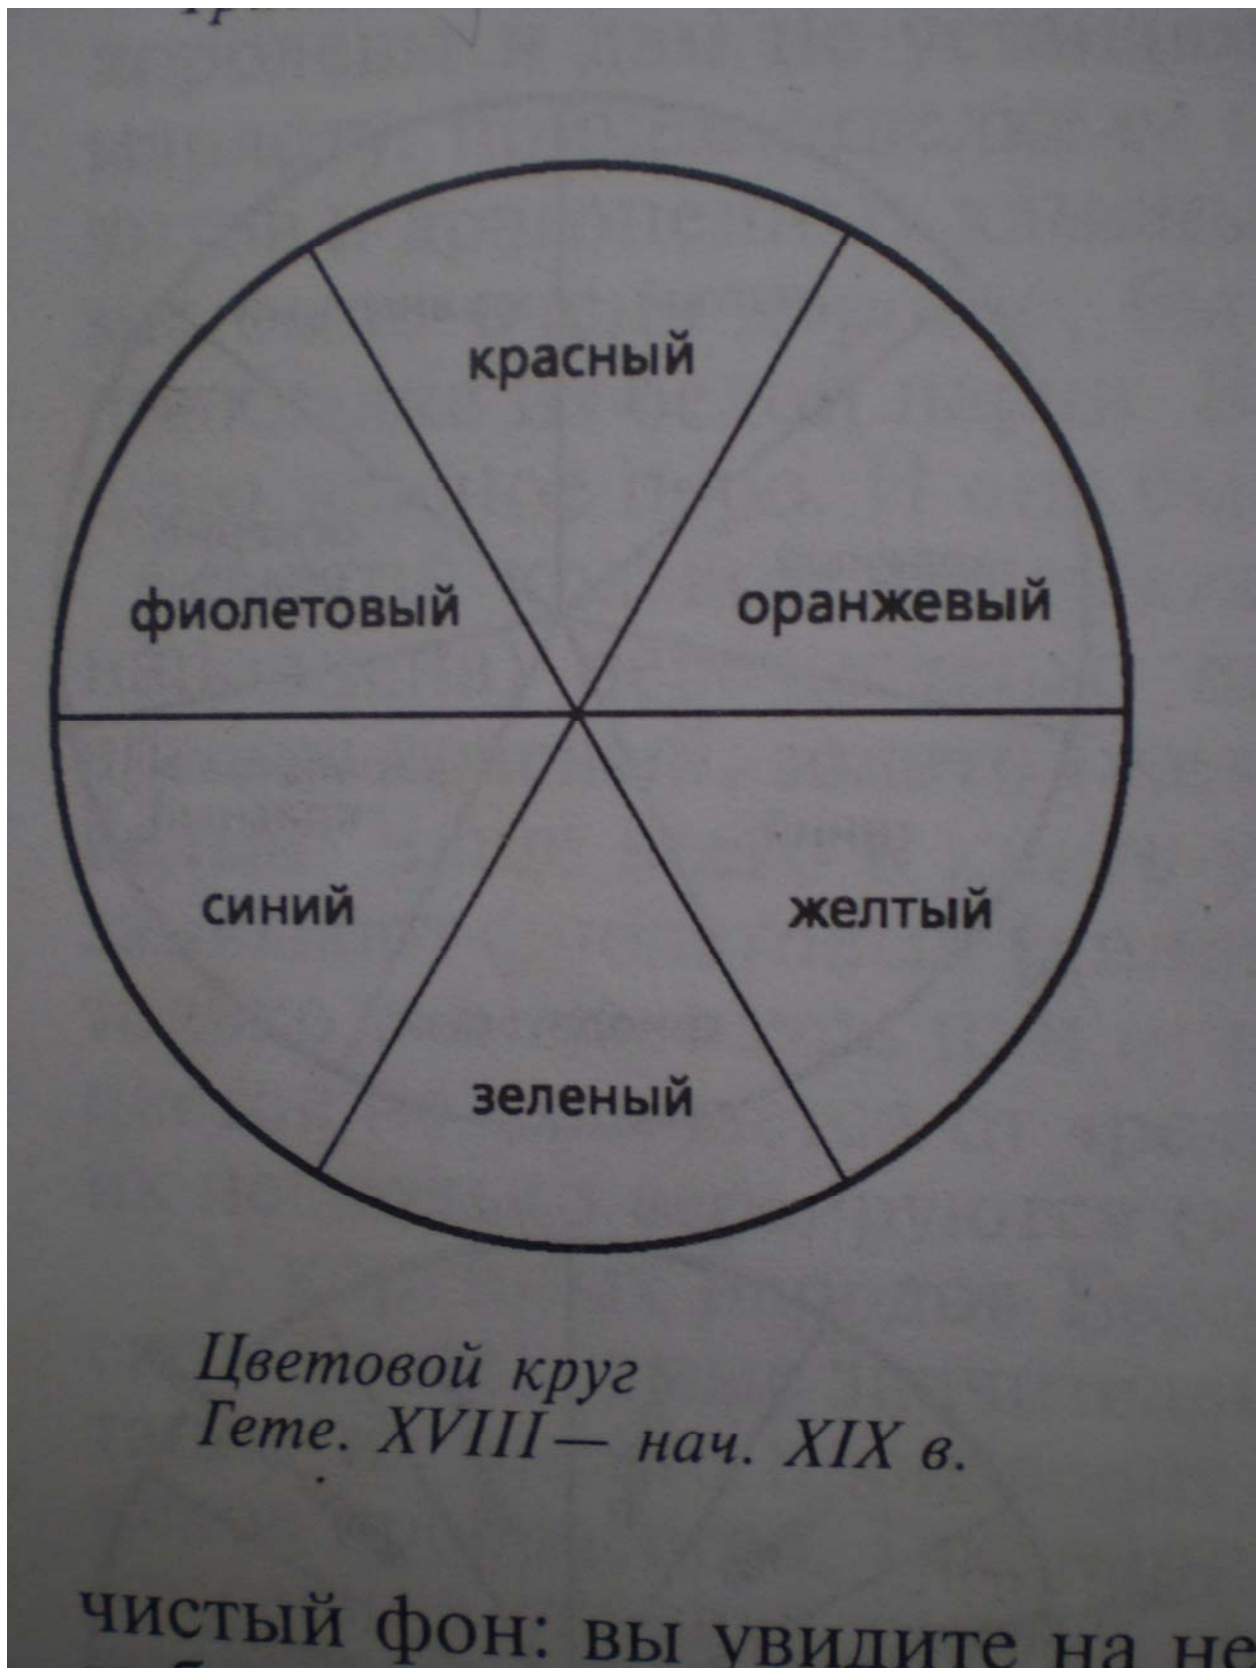 красный
фиолетовый
оранжевый
синий
желтый
зеленый
Цветовой круг
Гете. XVIII — нач. XIX в.
чистый фон: вы увидите на не